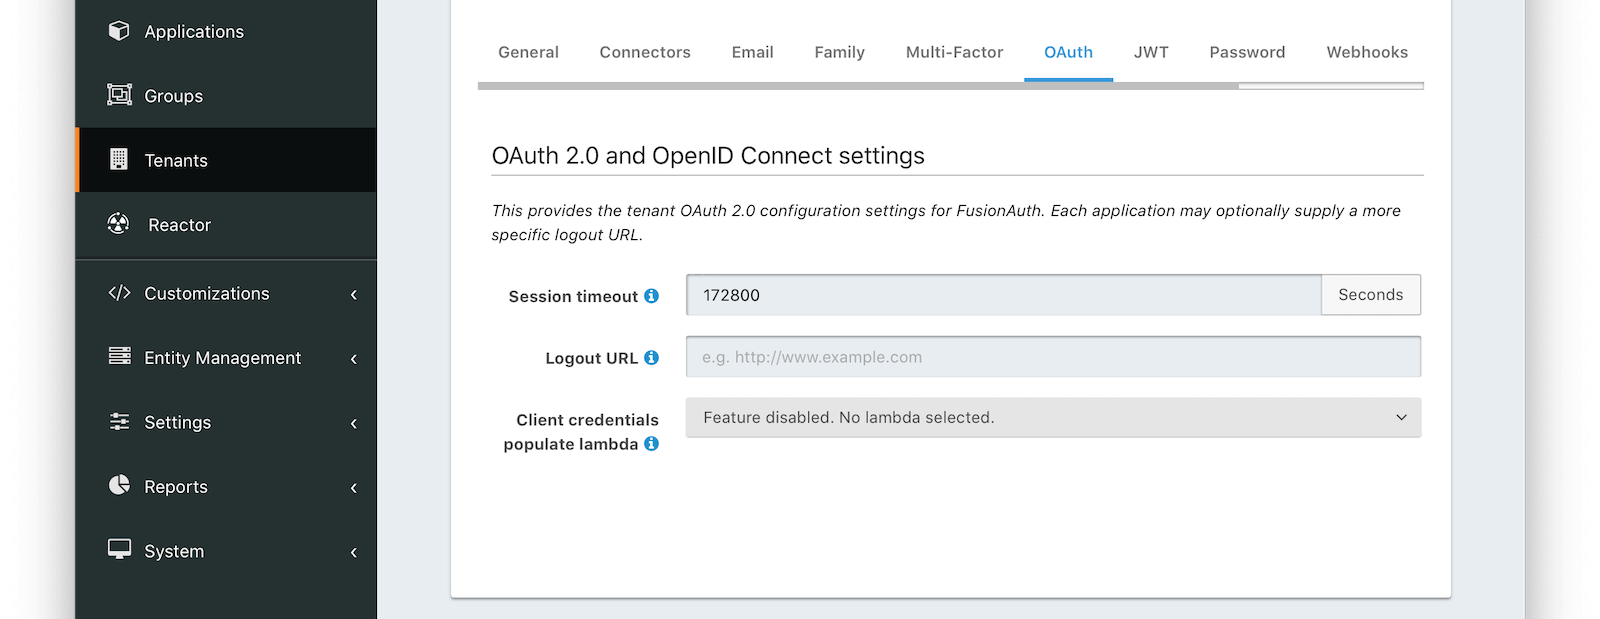 Applications
Groups
Tenants
Reactor
Customizations
Entity Management
Settings
Reports
System
General Connectors Email Family Multi-Factor OAuth JWT Password Webhooks
OAuth 2.0 and OpenID Connect settings
This provides the tenant OAuth 2.0 configuration settings for FusionAuth. Each application may optionally supply a more
specific logout URL.
Session timeout 172800 Seconds
Logout URL e.g. http://www.example.com
Client credentials
populate lambda
Feature disabled. No lambda selected.